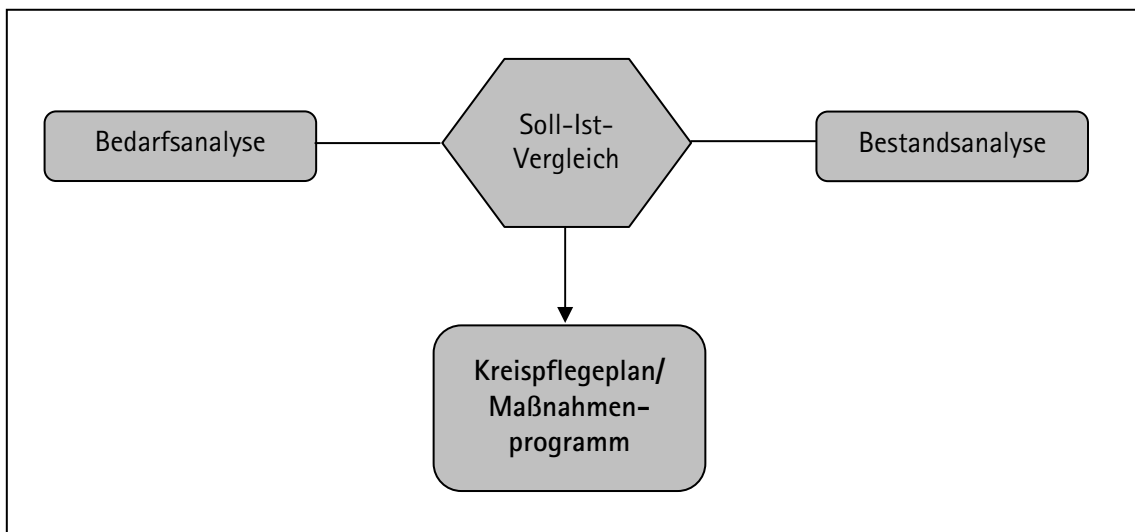 Bedarfsanalyse
Soll-Ist-
Vergleich
Bestandsanalyse
Kreispflegeplan/
Maßnahmen-
programm